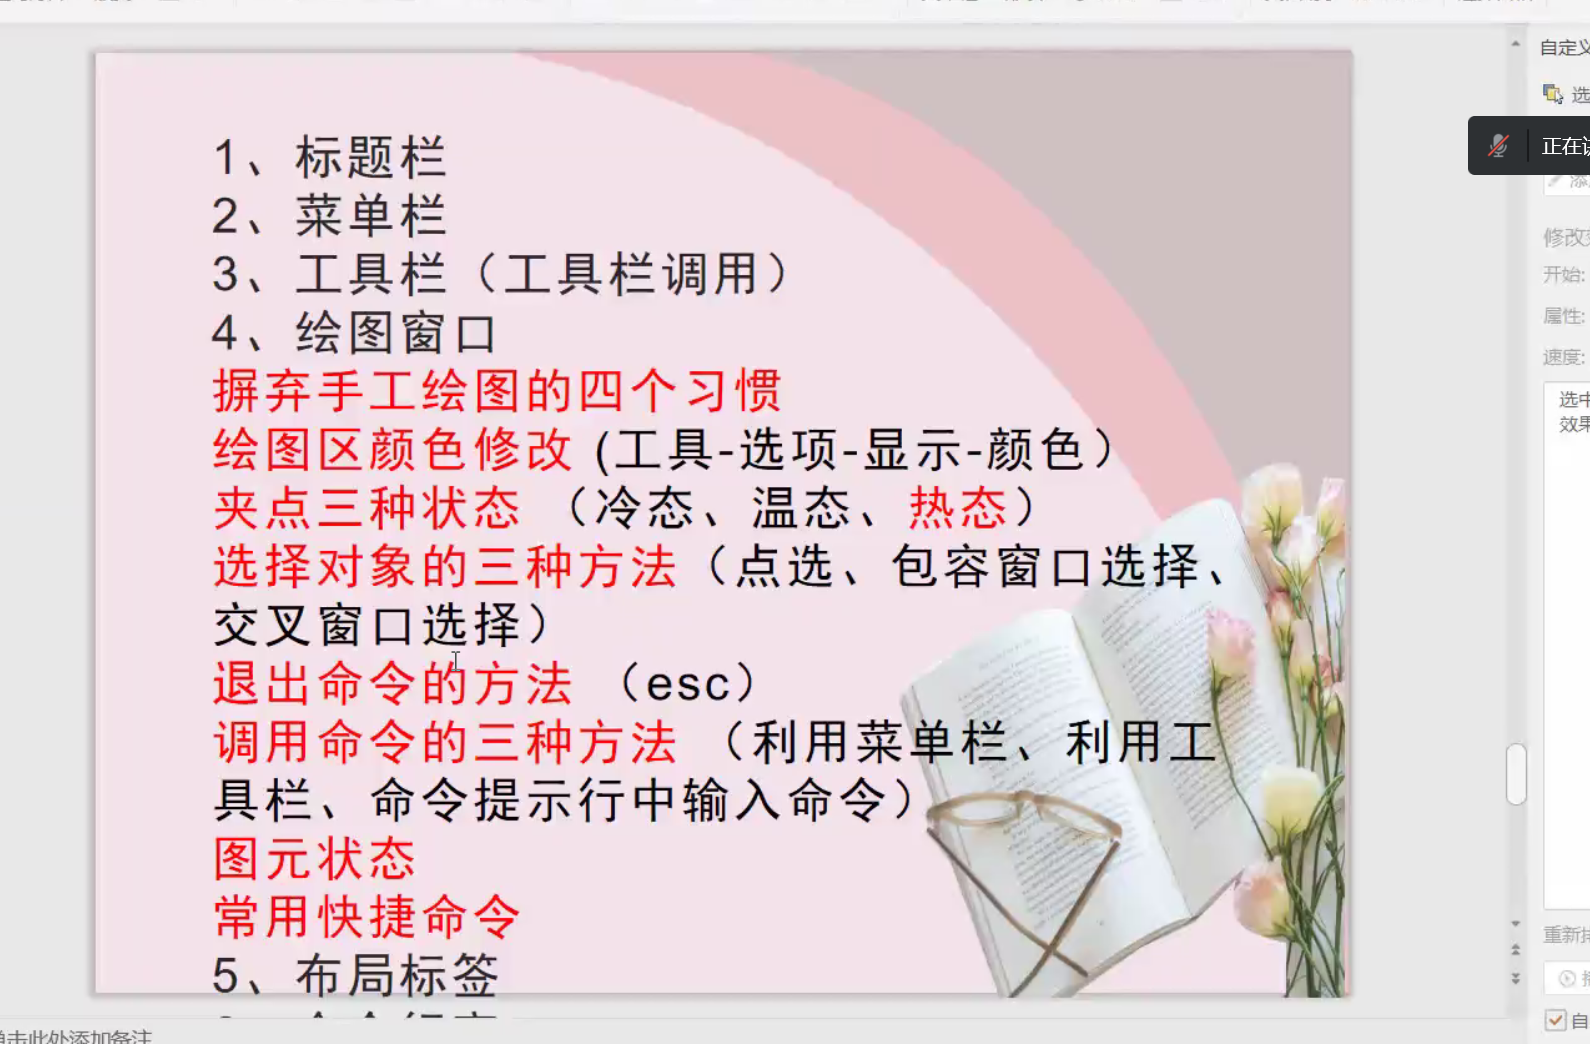 自定义
选
正在讲
添
修改效
开始:
属性:
速度:
选中
效果
重新排
播
自
1、标题栏
2、菜单栏
3、工具栏（工具栏调用）
4、绘图窗口
摒弃手工绘图的四个习惯
绘图区颜色修改 (工具-选项-显示-颜色）
夹点三种状态 （冷态、温态、热态）
选择对象的三种方法（点选、包容窗口选择、
交叉窗口选择）
退出命令的方法 （esc）
调用命令的三种方法 （利用菜单栏、利用工
具栏、命令提示行中输入命令）
图元状态
常用快捷命令
5、布局标签
单击此处添加备注